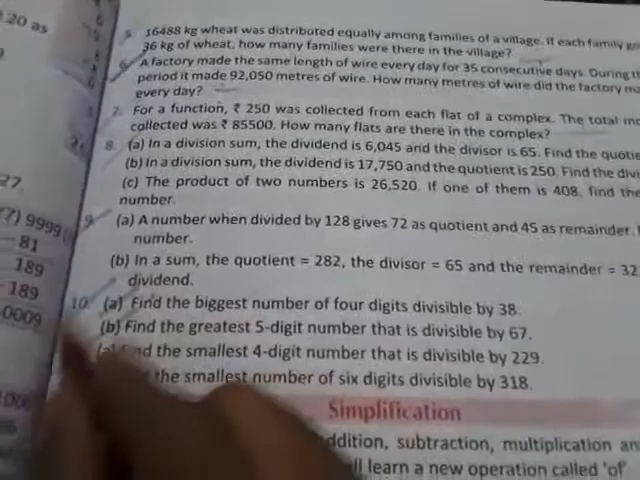 20 as
5. 16488 kg wheat was distributed equally among families of a village. If each family
36 kg of wheat, how many families were there in the village?
6. A factory made the same length of wire every day for 35 consecutive days. During
period it made 92,050 metres of wire. How many metres of wire did the factory
every day?
7. For a function, ₹ 250 was collected from each flat of a complex. The total
collected was ₹ 85500. How many flats are there in the complex?
8. (a) In a division sum, the dividend is 6,045 and the divisor is 65. Find the
(b) In a division sum, the dividend is 17,750 and the quotient is 250. Find the
(c) The product of two numbers is 26,520. If one of them is 408, find the
number.
27.
9. (a) A number when divided by 128 gives 72 as quotient and 45 as remainder.
number.
(b) In a sum, the quotient = 282, the divisor = 65 and the remainder = 32
dividend.
10. (a) Find the biggest number of four digits divisible by 38.
(b) Find the greatest 5-digit number that is divisible by 67.
the smallest 4-digit number that is divisible by 229.
the smallest number of six digits divisible by 318.
9999
81
189
189
0009
Simplification
ddition, subtraction, multiplication an
ll learn a new operation called 'of'